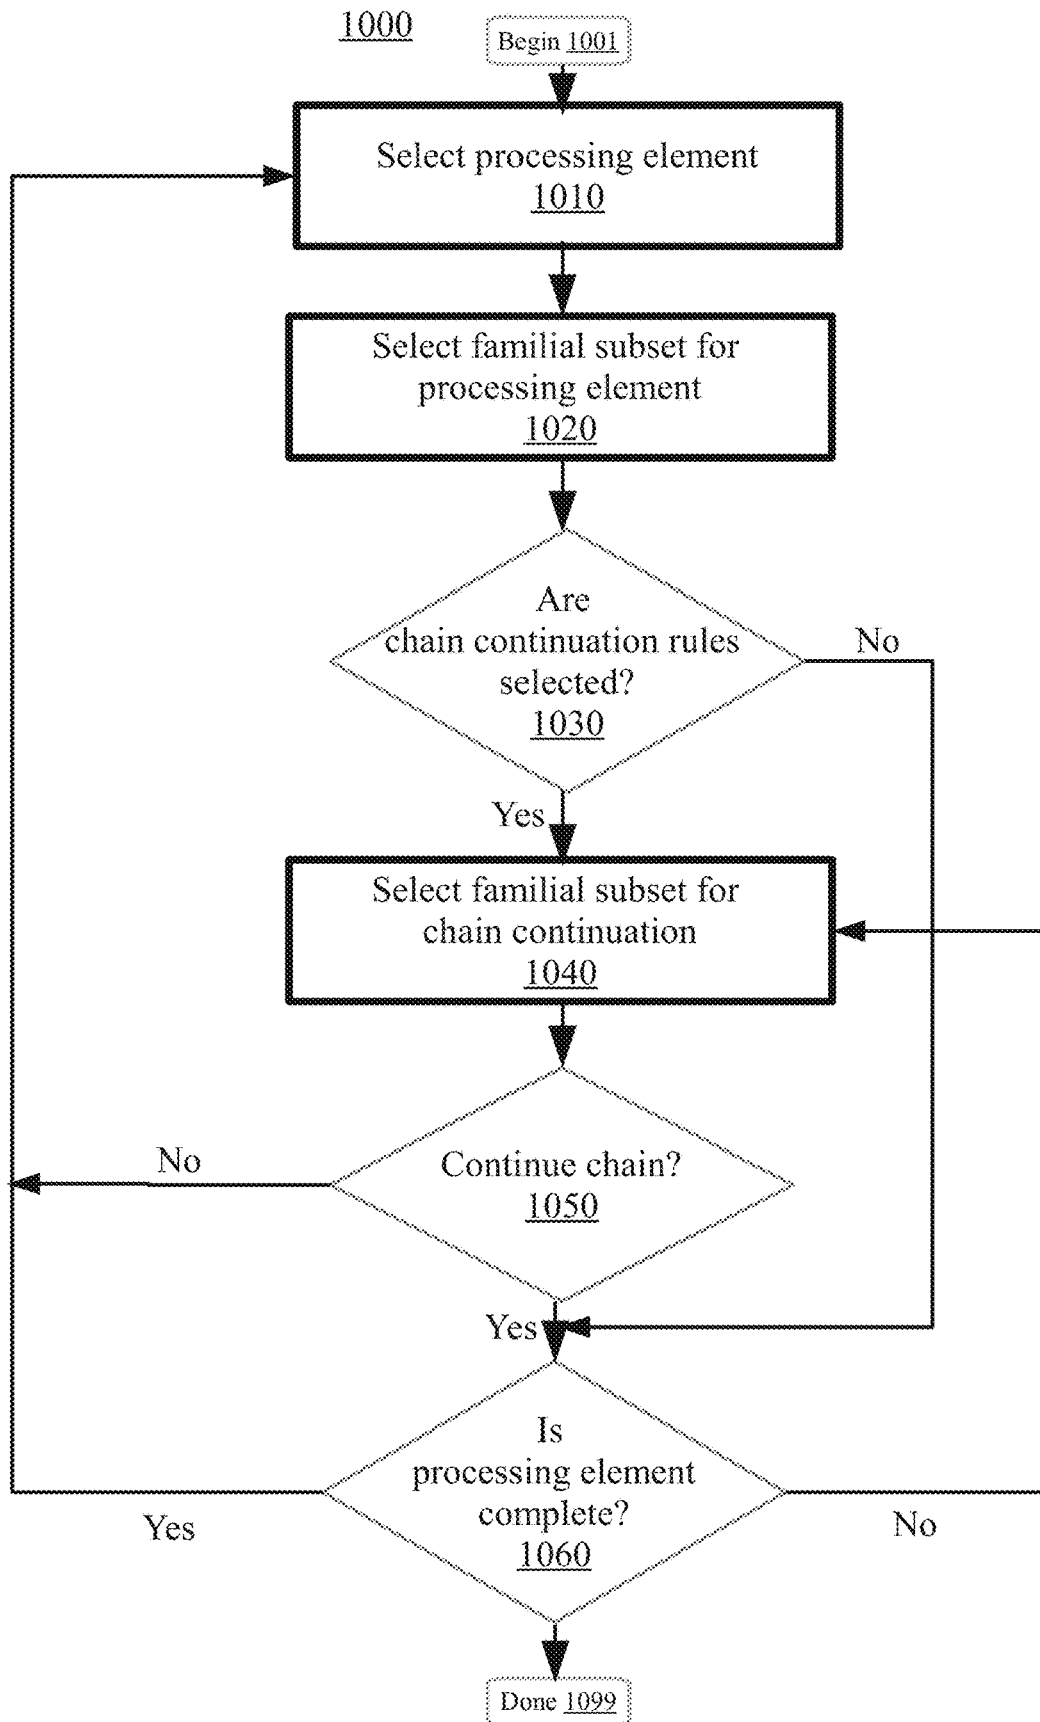 1000
Begin 1001
Select processing element
1010
Select familial subset for
processing element
1020
Are
chain continuation rules
selected?
1030
No
Yes
Select familial subset for
chain continuation
1040
No
Continue chain?
1050
Yes
Is
processing element
complete?
1060
Yes
No
Done 1099